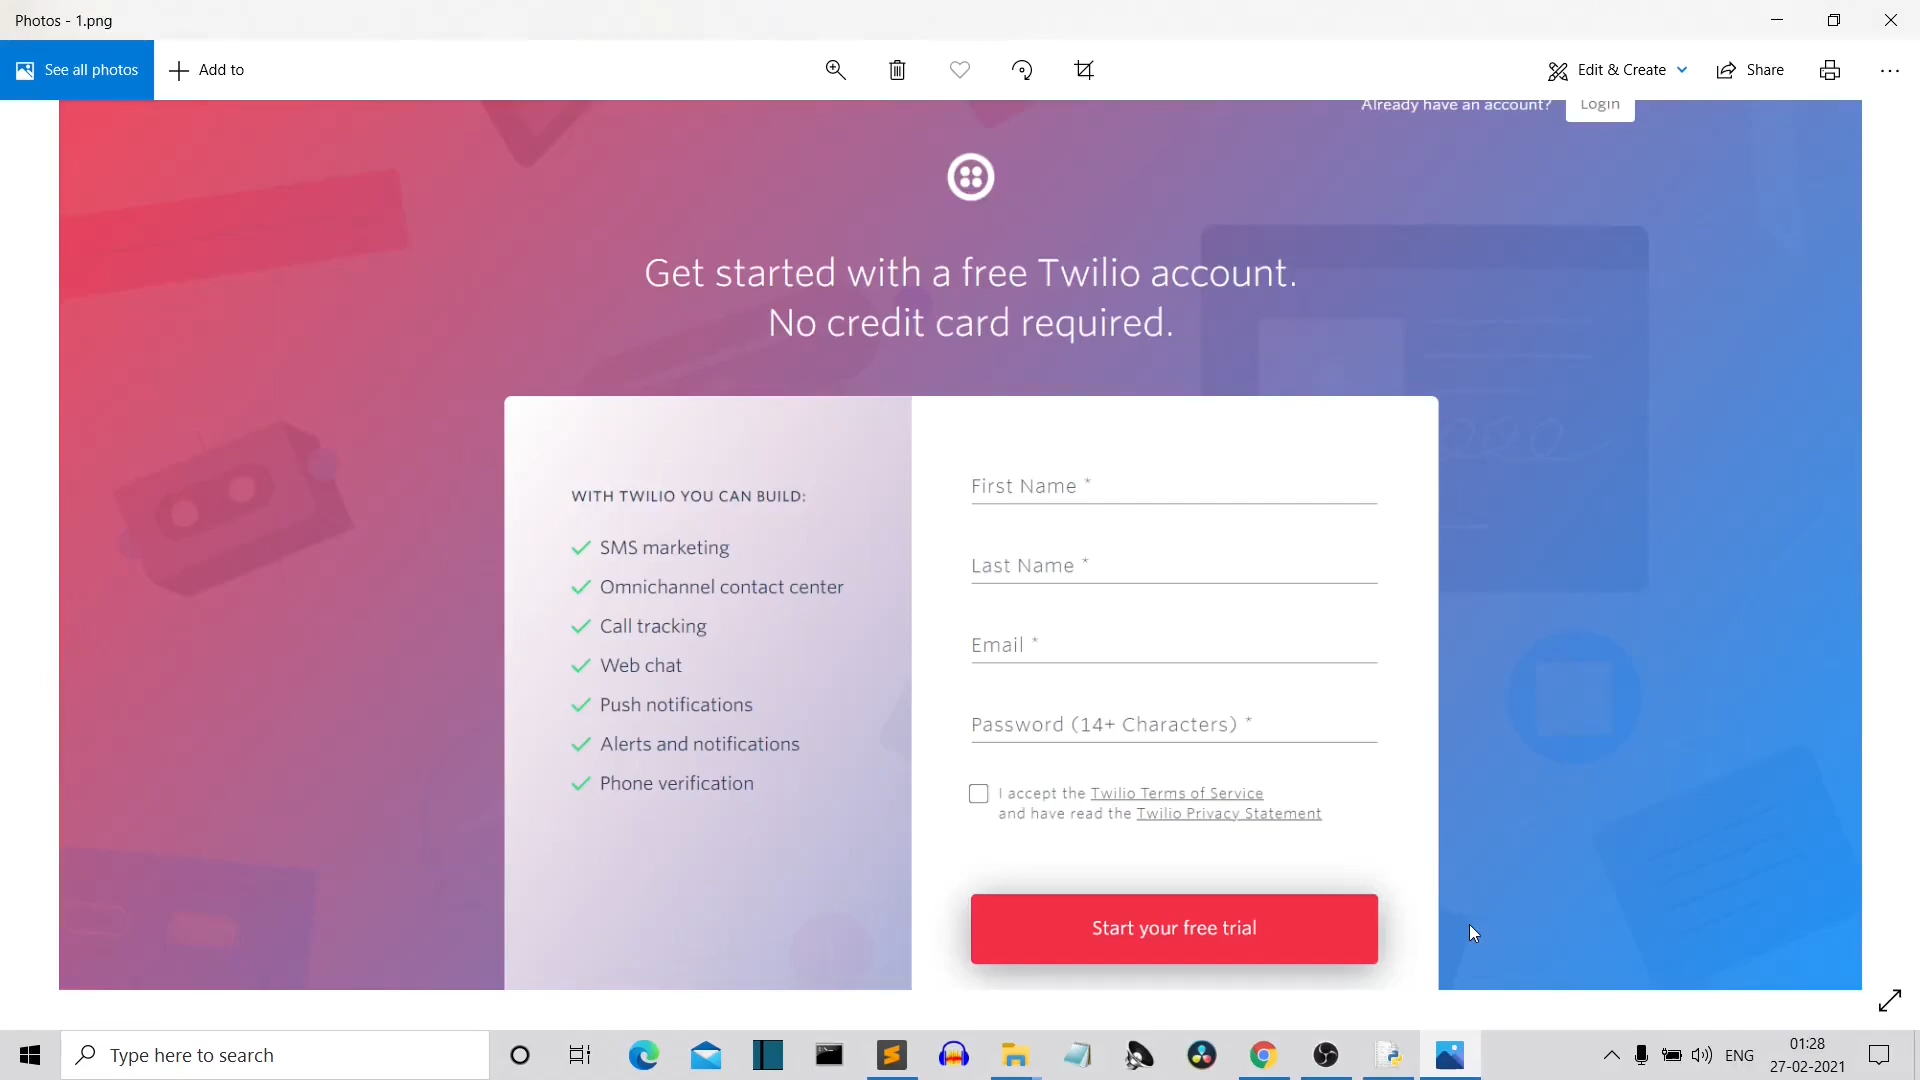 Photos - 1.png
See all photos
Add to
Edit & Create
Share
Already have an account?
Login
Get started with a free Twilio account.
No credit card required.
WITH TWILIO YOU CAN BUILD:
SMS marketing
Omnichannel contact center
Call tracking
Web chat
Push notifications
Alerts and notifications
Phone verification
First Name *
Last Name *
Email *
Password (14+ Characters) *
I accept the Twilio Terms of Service
and have read the Twilio Privacy Statement
Start your free trial
Type here to search
ENG
01:28
27-02-2021